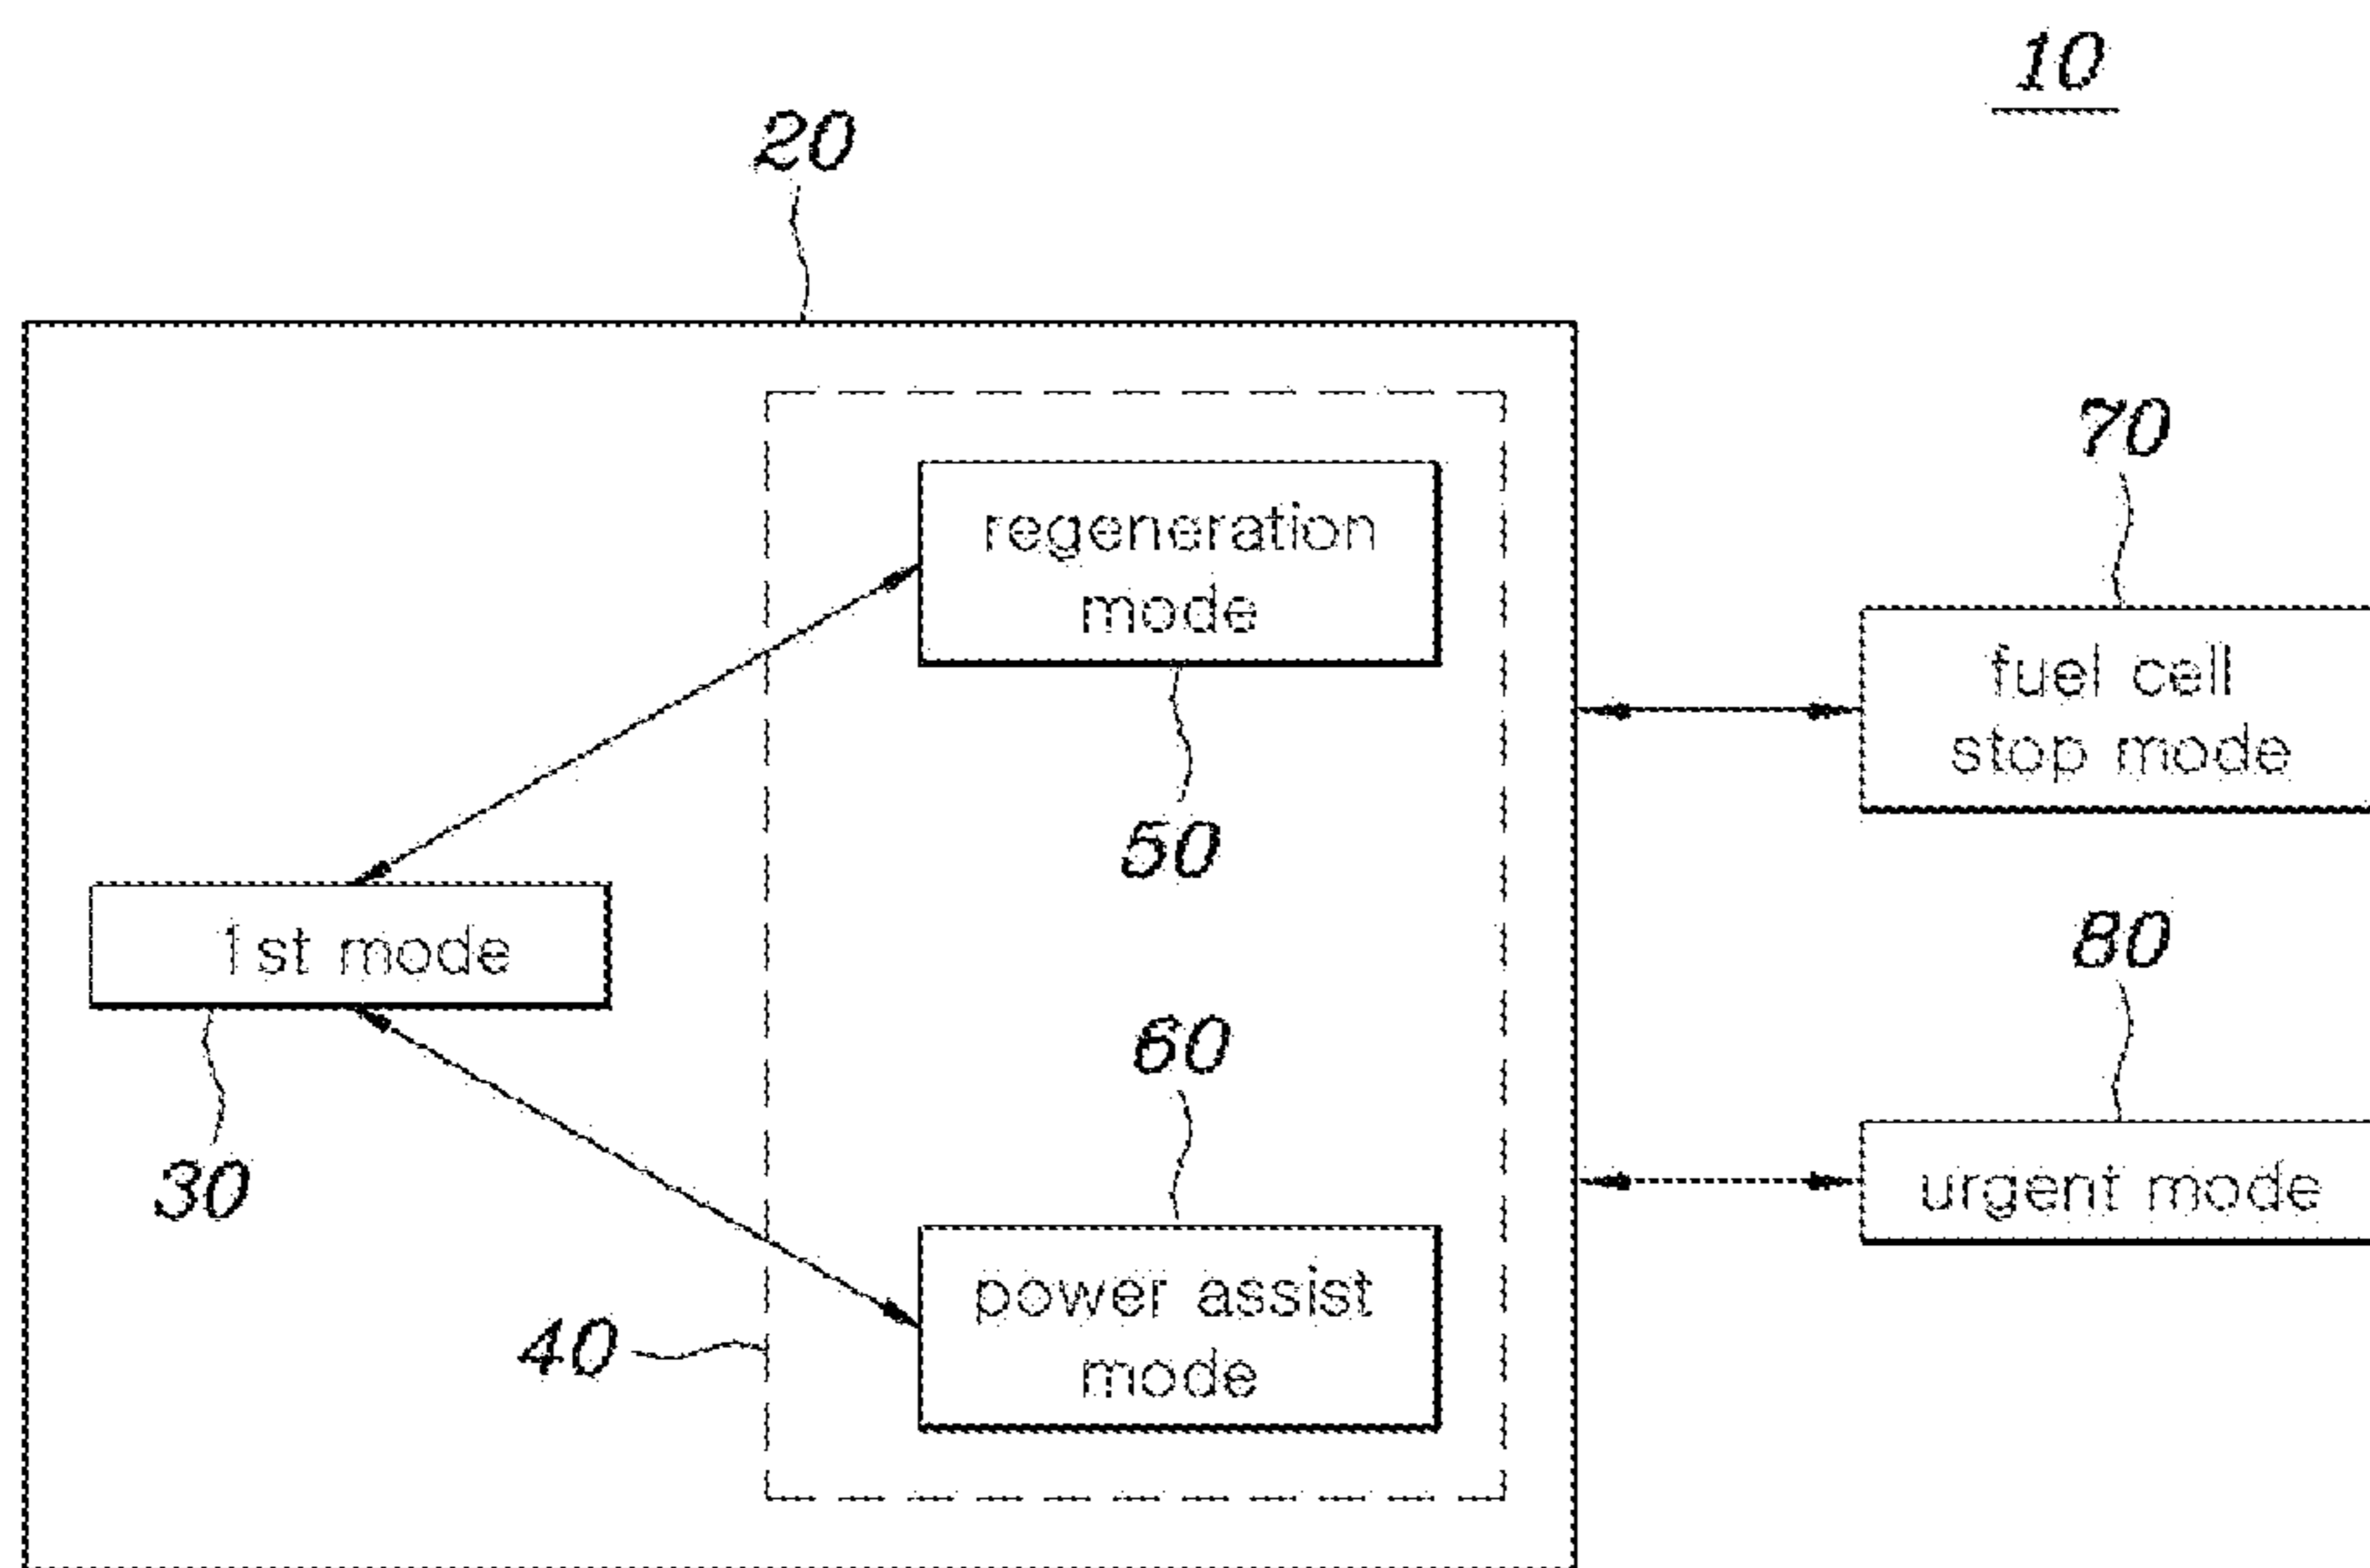 10
20
70
regeneration
mode
fuel cell
stop mode
50
1st mode
80
60
30
urgent mode
power assist
mode
40